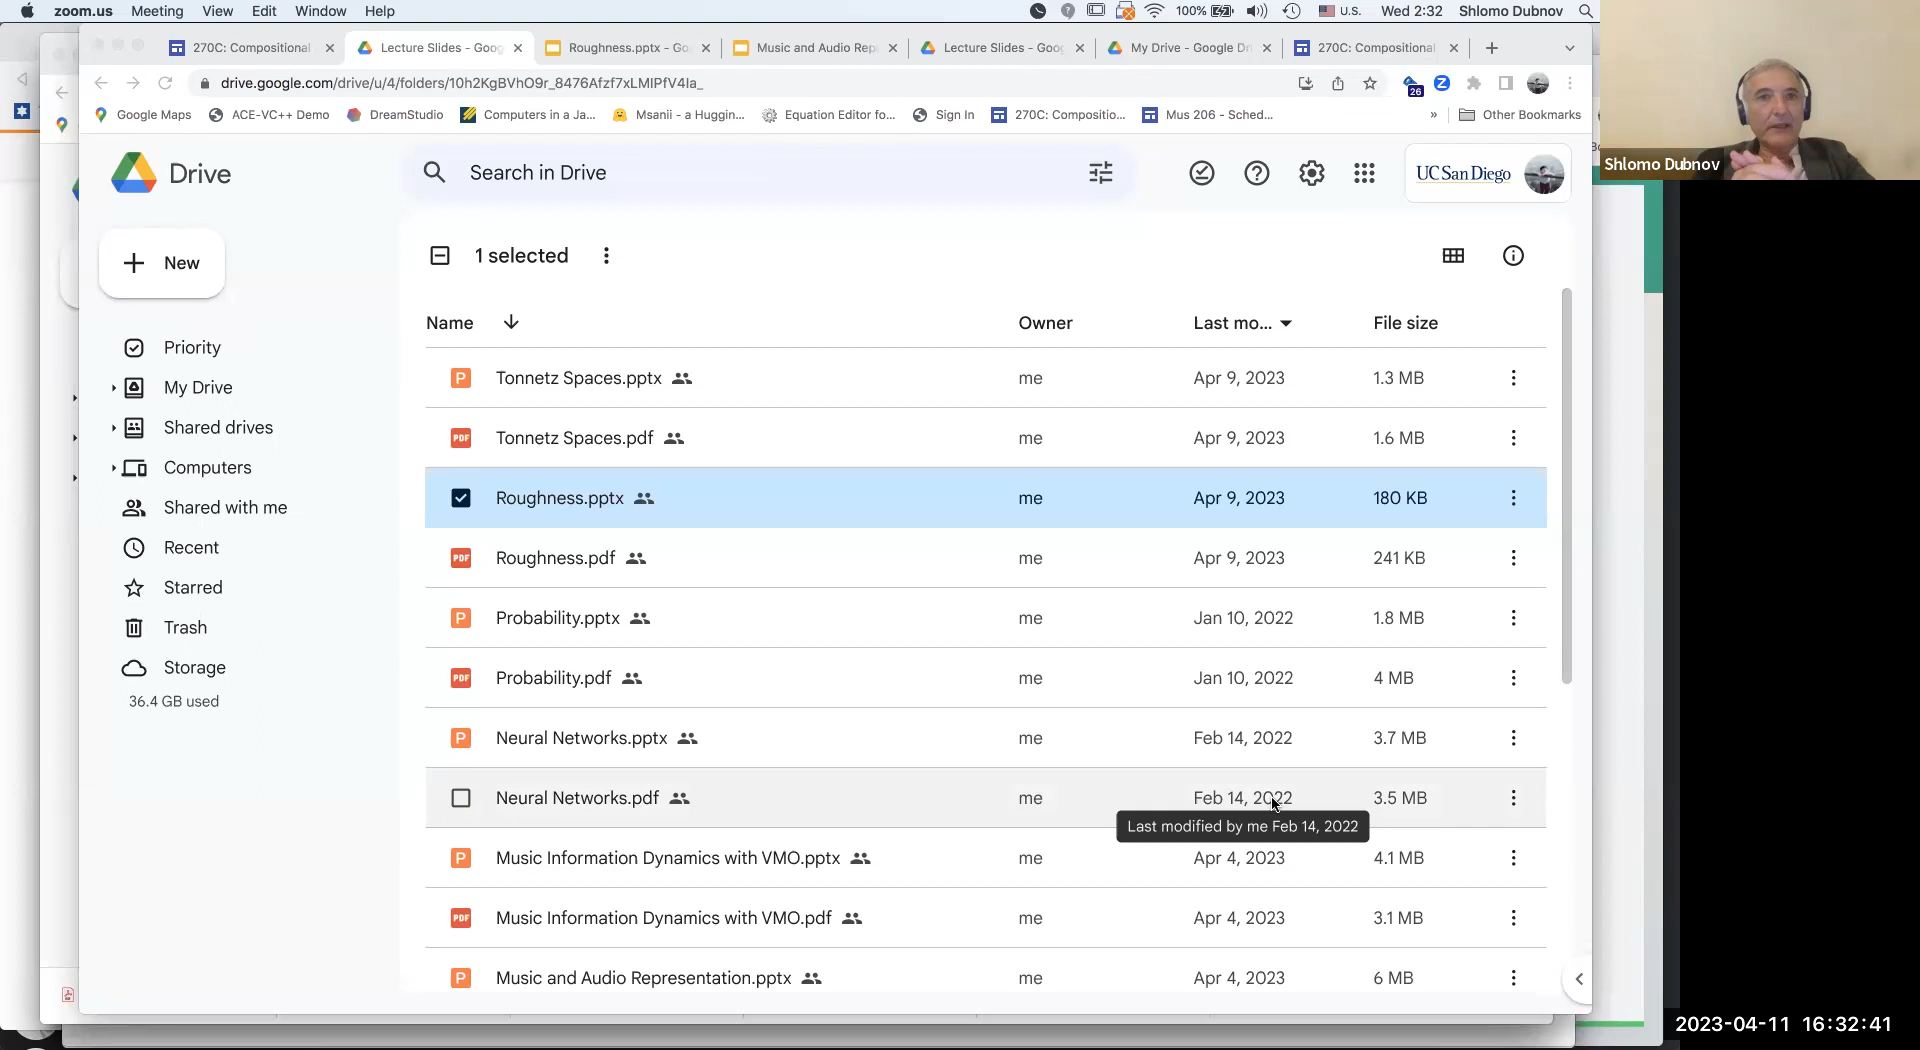 zoom.us Meeting View Edit Window Help 100% U.S. Wed 2:32 Shlomo Dubnov
270C: Compositional Lecture Slides - Goog Roughness.pptx - Go Music and Audio Rep Lecture Slides - Goog My Drive - Google Dr 270C: Compositional
drive.google.com/drive/u/4/folders/10h2KgBVhO9r_8476Afzf7xLMIPfV4Ia_
26
Google Maps ACE-VC++ Demo DreamStudio Computers in a Ja... Msanii - a Huggin... Equation Editor fo... Sign In 270C: Compositio... Mus 206 - Sched... » Other Bookmarks
Shlomo Dubnov
Drive Search in Drive UC San Diego
New
1 selected
Name Owner Last mo... File size
Priority
My Drive
Shared drives
Computers
Shared with me
Recent
Starred
Trash
Storage
36.4 GB used
Tonnetz Spaces.pptx me Apr 9, 2023 1.3 MB
Tonnetz Spaces.pdf me Apr 9, 2023 1.6 MB
Roughness.pptx me Apr 9, 2023 180 KB
Roughness.pdf me Apr 9, 2023 241 KB
Probability.pptx me Jan 10, 2022 1.8 MB
Probability.pdf me Jan 10, 2022 4 MB
Neural Networks.pptx me Feb 14, 2022 3.7 MB
Neural Networks.pdf me Feb 14, 2022 3.5 MB
Last modified by me Feb 14, 2022
Music Information Dynamics with VMO.pptx me Apr 4, 2023 4.1 MB
Music Information Dynamics with VMO.pdf me Apr 4, 2023 3.1 MB
Music and Audio Representation.pptx me Apr 4, 2023 6 MB
2023-04-11 16:32:41